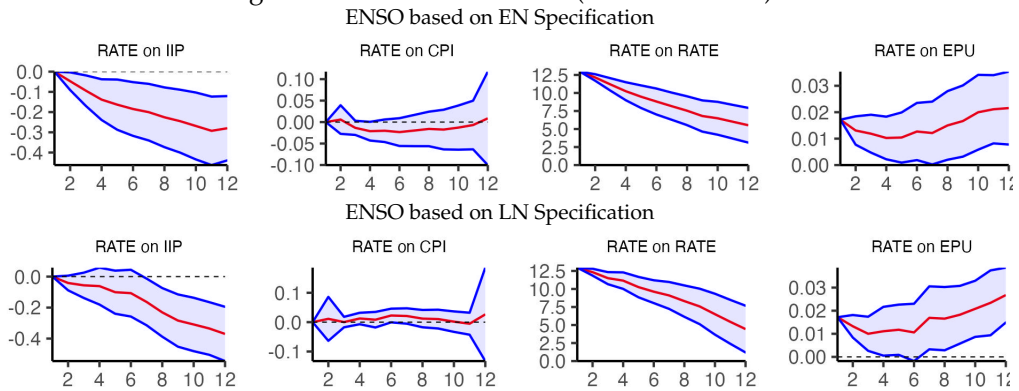 ENSO based on EN Specification
RATE on IIP RATE on CPI RATE on RATE RATE on EPU
0.0 0.10 12.5 0.03
-0.1 0.05 10.0 0.02
-0.2 0.00 7.5 0.01
-0.3 -0.05 5.0 0.00
-0.4 -0.10 2.5
0.0
2 4 6 8 10 12 2 4 6 8 10 12 2 4 6 8 10 12 2 4 6 8 10 12
ENSO based on LN Specification
RATE on IIP RATE on CPI RATE on RATE RATE on EPU
0.0 0.1 12.5 0.03
-0.2 0.0 10.0 0.02
-0.4 -0.1 7.5 0.01
5.0 0.00
2.5
0.0
2 4 6 8 10 12 2 4 6 8 10 12 2 4 6 8 10 12 2 4 6 8 10 12